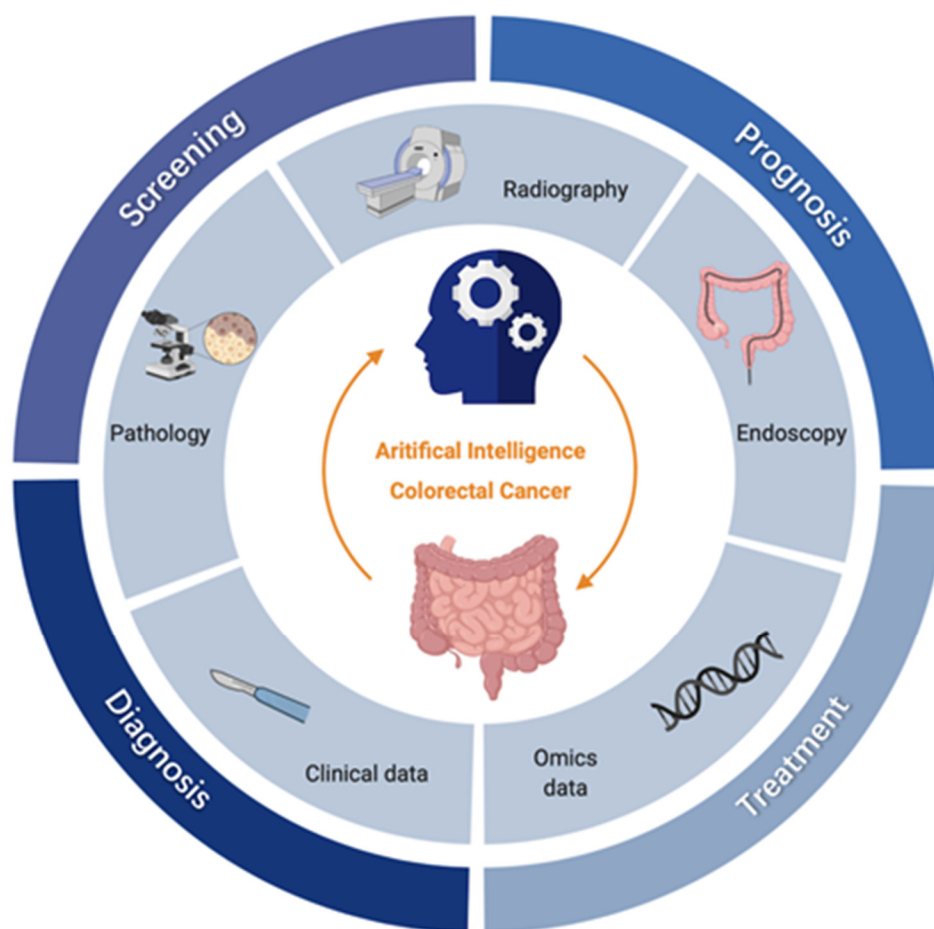 Screening
Prognosis
Radiography
Pathology
Endoscopy
Aritifical Intelligence
Colorectal Cancer
Diagnosis
Clinical data
Omics
data
Treatment